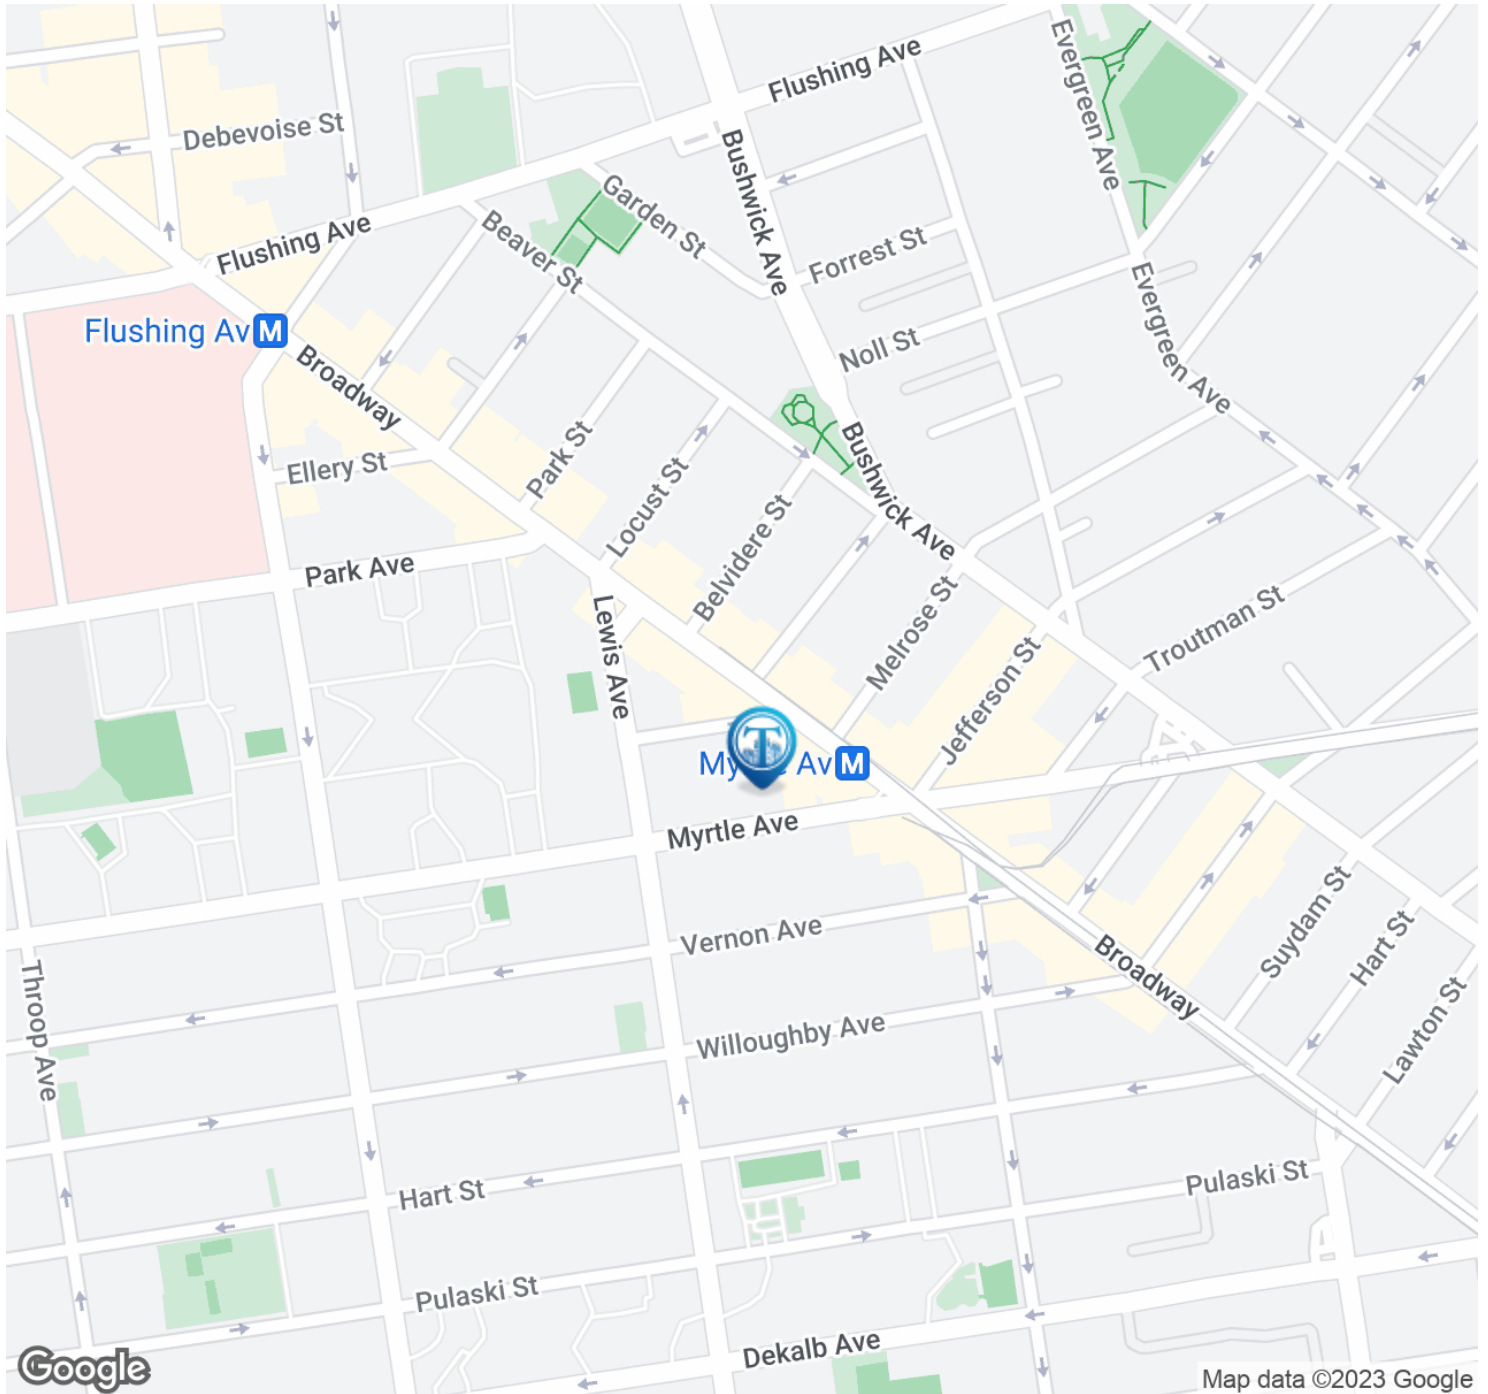 Flushing Ave
Evergreen Ave
Debevoise St
Bushwick Ave
Garden St
Beaver St
Flushing Ave
Forrest St
Evergreen Ave
Flushing Av M
Noll St
Broadway
Park St
Bushwick Ave
Ellery St
Locust St
Belvidere St
Park Ave
Melrose St
Lewis Ave
Troutman St
Jefferson St
T
Av M
Myrtle Ave
Suydam St
Hart St
Vernon Ave
Broadway
Throop Ave
Lawton St
Willoughby Ave
Hart St
Pulaski St
Pulaski St
Dekalb Ave
Google
Map data ©2023 Google